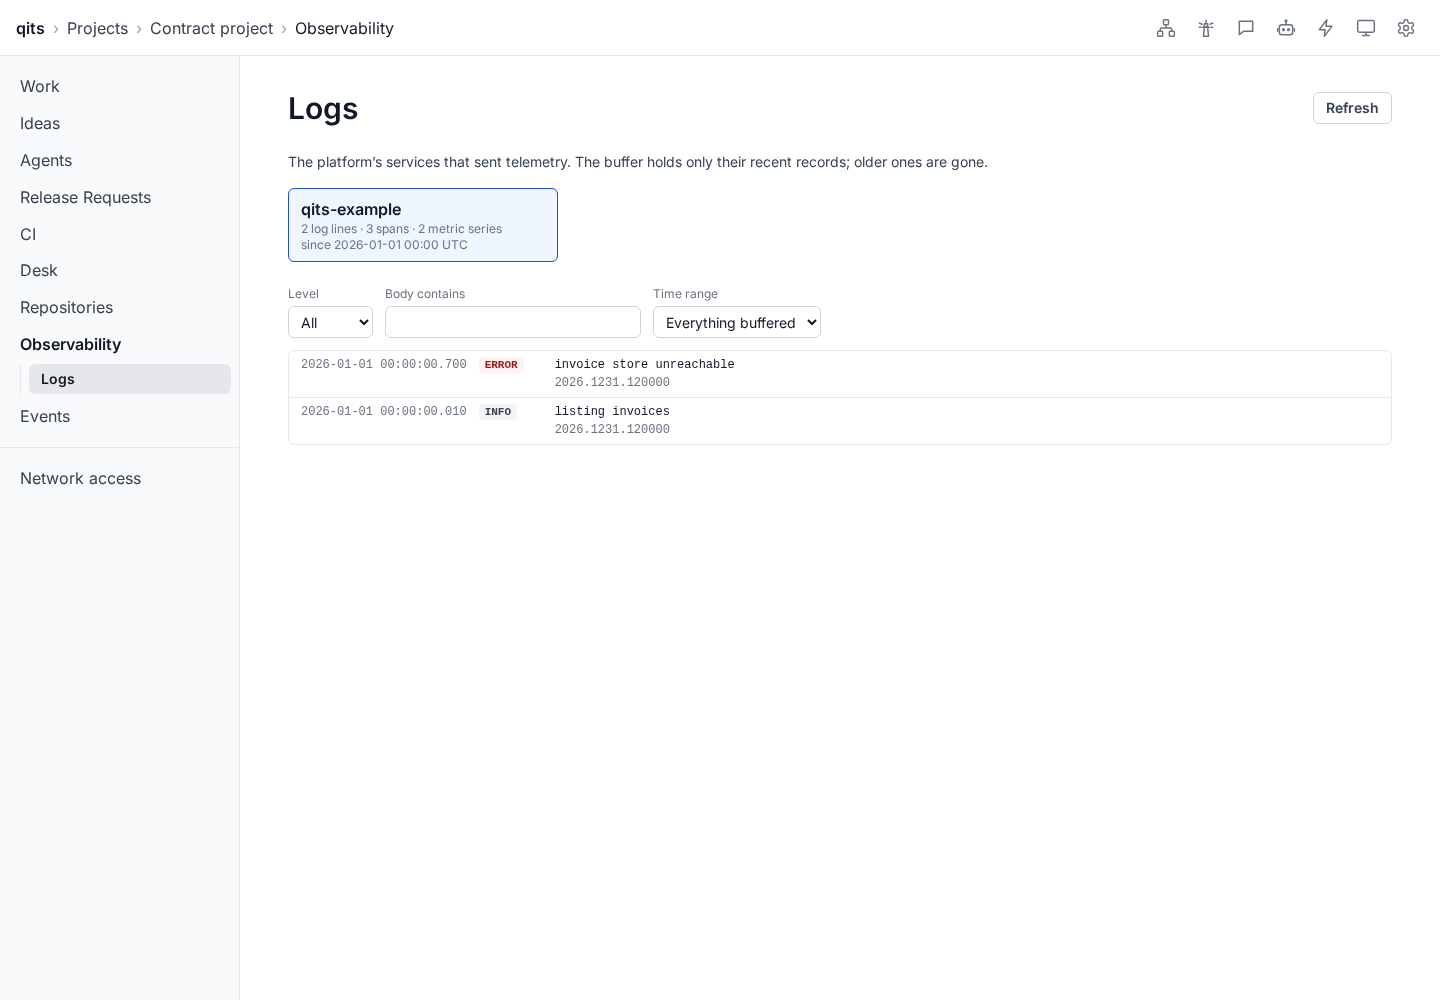 qits › Projects › Contract project › Observability
Work
Ideas
Agents
Release Requests
CI
Desk
Repositories
Observability
Logs
Events
Network access
Logs
Refresh
The platform’s services that sent telemetry. The buffer holds only their recent records; older ones are gone.
qits-example
2 log lines · 3 spans · 2 metric series
since 2026-01-01 00:00 UTC
Level
Body contains
Time range
All
Everything buffered
2026-01-01 00:00:00.700 ERROR invoice store unreachable
2026.1231.120000
2026-01-01 00:00:00.010 INFO listing invoices
2026.1231.120000